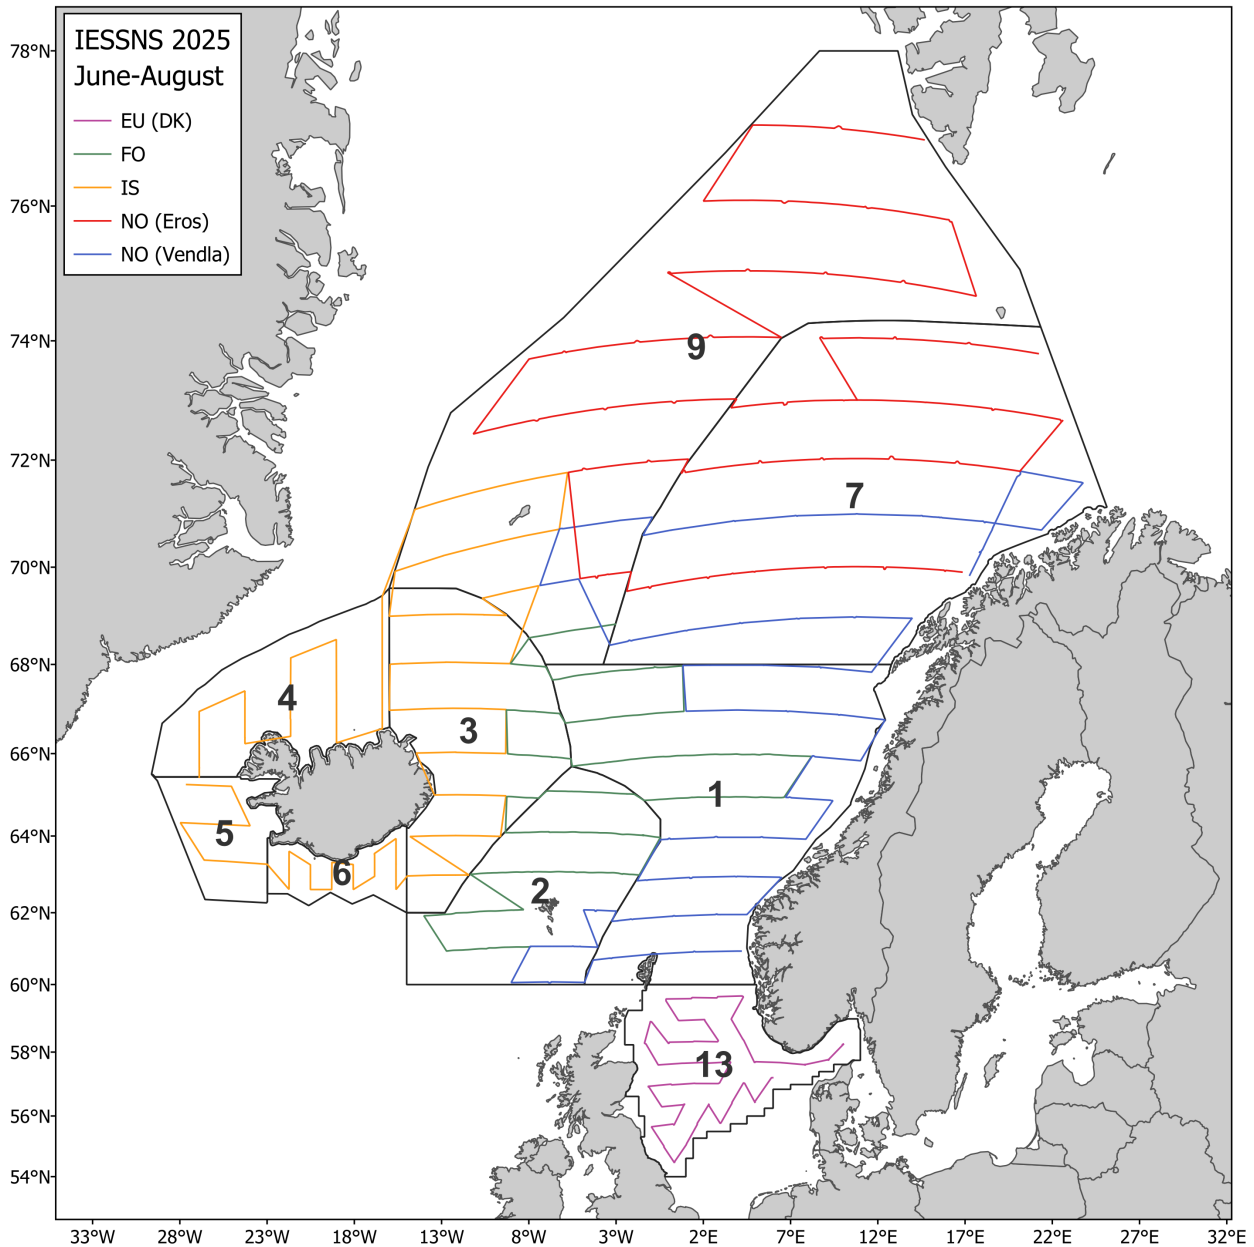 IESSNS 2025
June-August
EU (DK)
FO
IS
NO (Eros)
NO (Vendla)
78°N
76°N
74°N
72°N
70°N
68°N
66°N
64°N
62°N
60°N
58°N
56°N
54°N
9
7
4
3
1
5
6
2
13
33°W
28°W
23°W
18°W
13°W
8°W
3°W
2°E
7°E
12°E
17°E
22°E
27°E
32°E